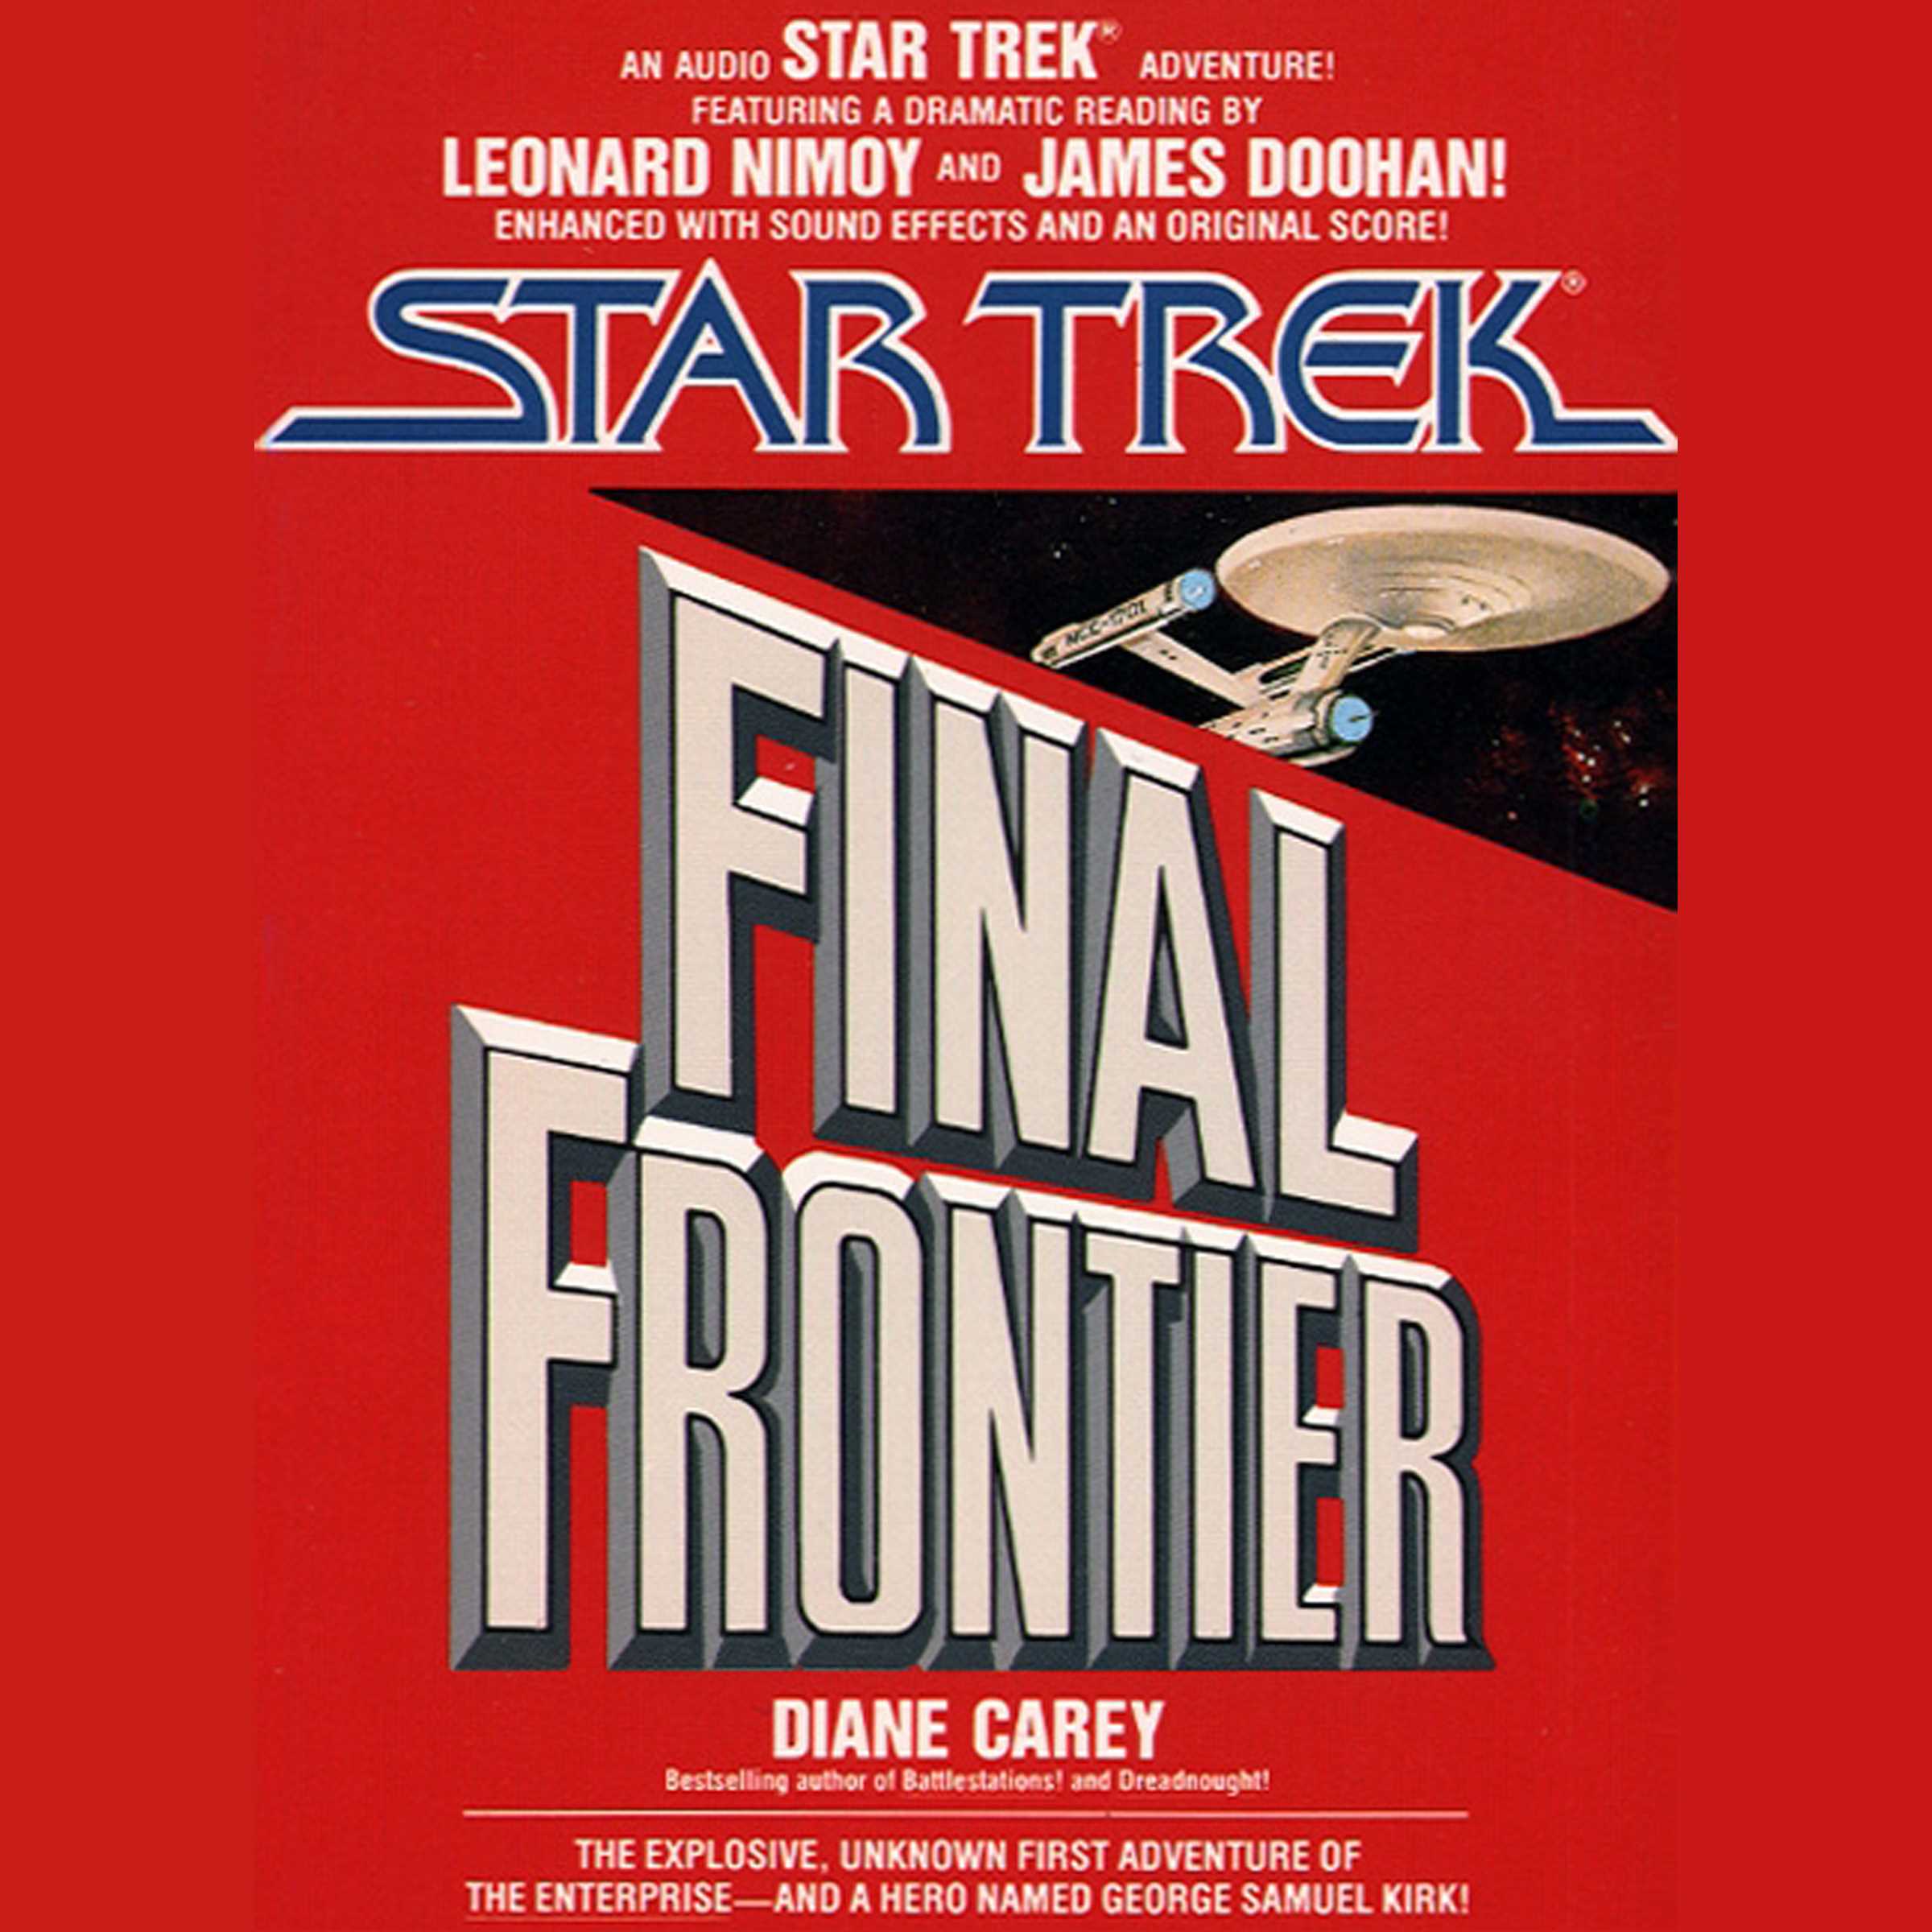 AN AUDIO STAR TREK® ADVENTURE!
FEATURING A DRAMATIC READING BY
LEONARD NIMOY AND JAMES DOOHAN!
ENHANCED WITH SOUND EFFECTS AND AN ORIGINAL SCORE!
STAR TREK®
NCC-1701
FINAL
FRONTIER
DIANE CAREY
Bestselling author of Battlestations! and Dreadnought!
THE EXPLOSIVE, UNKNOWN FIRST ADVENTURE OF
THE ENTERPRISE—AND A HERO NAMED GEORGE SAMUEL KIRK!